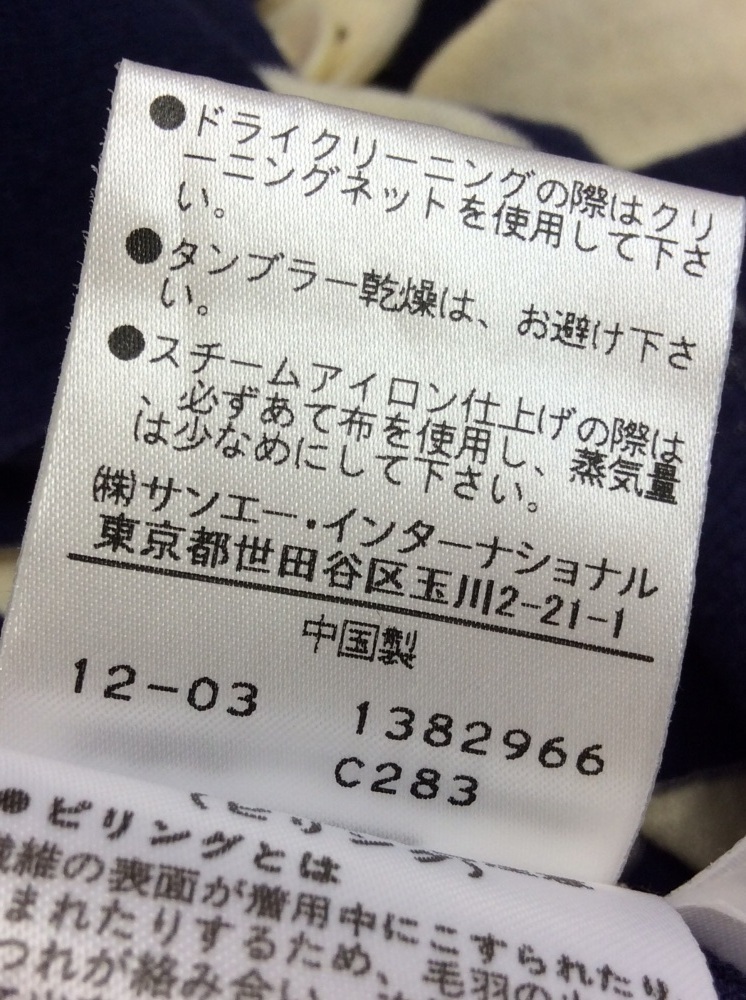 ●ドライクリーニングの際はクリ
ーニングネットを使用して下さ
い。
●タンブラー乾燥は、お避け下さ
い。
●スチームアイロン仕上げの際は
、必ずあて布を使用し、蒸気量
は少なめにして下さい。
㈱サンエー・インターナショナル
東京都世田谷区玉川2-21-1
中国製
12-03 1382966
C283
●ピリングとは
繊維の表面が着用中にこすられたり
まれたりするため、毛羽の
つれが絡み合い